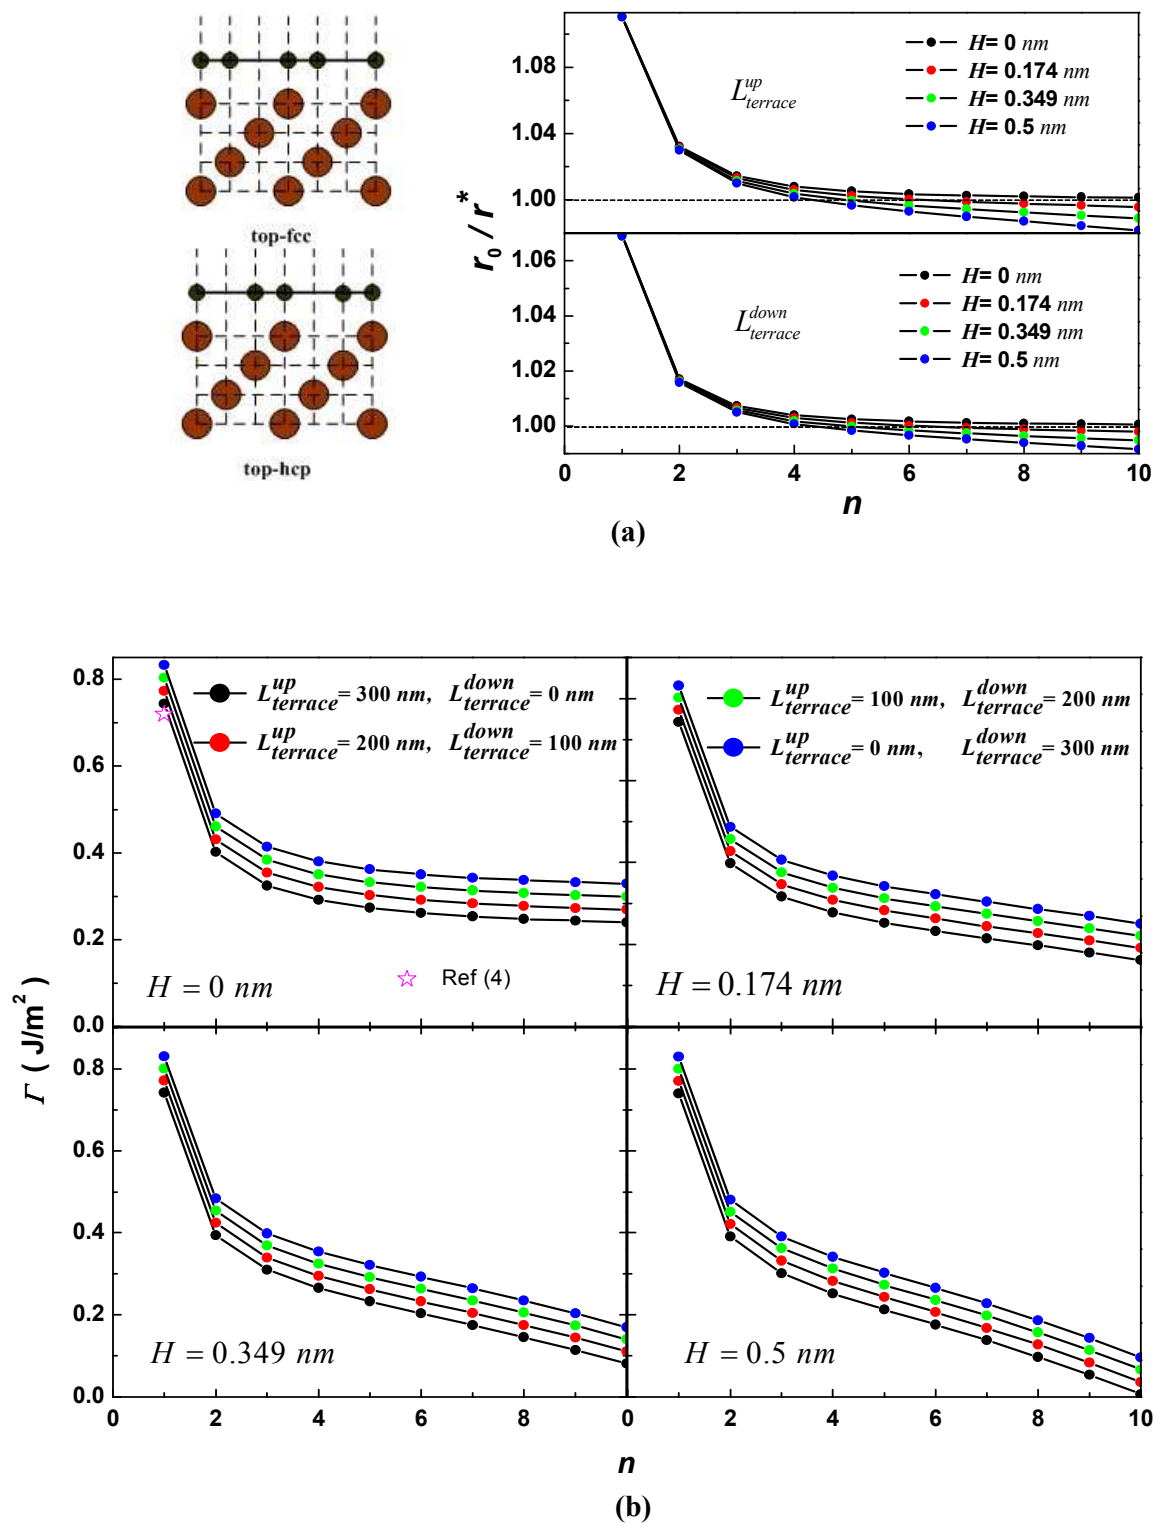 top-fcc
top-hcp
1.08
1.04
1.00
1.06
1.04
1.02
1.00
r0 / r*
L^up_terrace
H= 0 nm
H= 0.174 nm
H= 0.349 nm
H= 0.5 nm
L^down_terrace
H= 0 nm
H= 0.174 nm
H= 0.349 nm
H= 0.5 nm
0 2 4 6 8 10
n
(a)
L^up_terrace= 300 nm, L^down_terrace= 0 nm
L^up_terrace= 200 nm, L^down_terrace= 100 nm
L^up_terrace= 100 nm, L^down_terrace= 200 nm
L^up_terrace= 0 nm, L^down_terrace= 300 nm
0.8
0.6
0.4
0.2
0.0
H = 0 nm
Ref (4)
H = 0.174 nm
Γ ( J/m²)
0.8
0.6
0.4
0.2
0.0
H = 0.349 nm
H = 0.5 nm
0 2 4 6 8 0 2 4 6 8 10
n
(b)